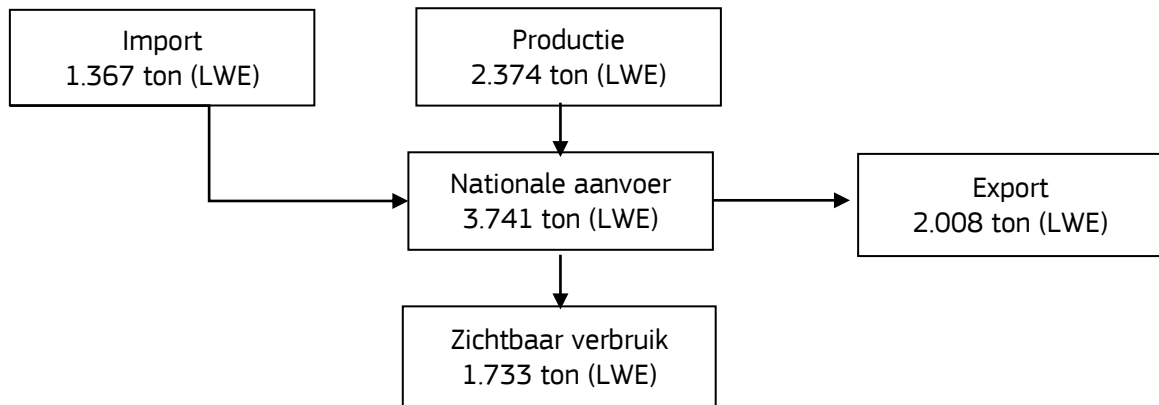 Import
1.367 ton (LWE)
Productie
2.374 ton (LWE)
Nationale aanvoer
3.741 ton (LWE)
Export
2.008 ton (LWE)
Zichtbaar verbruik
1.733 ton (LWE)